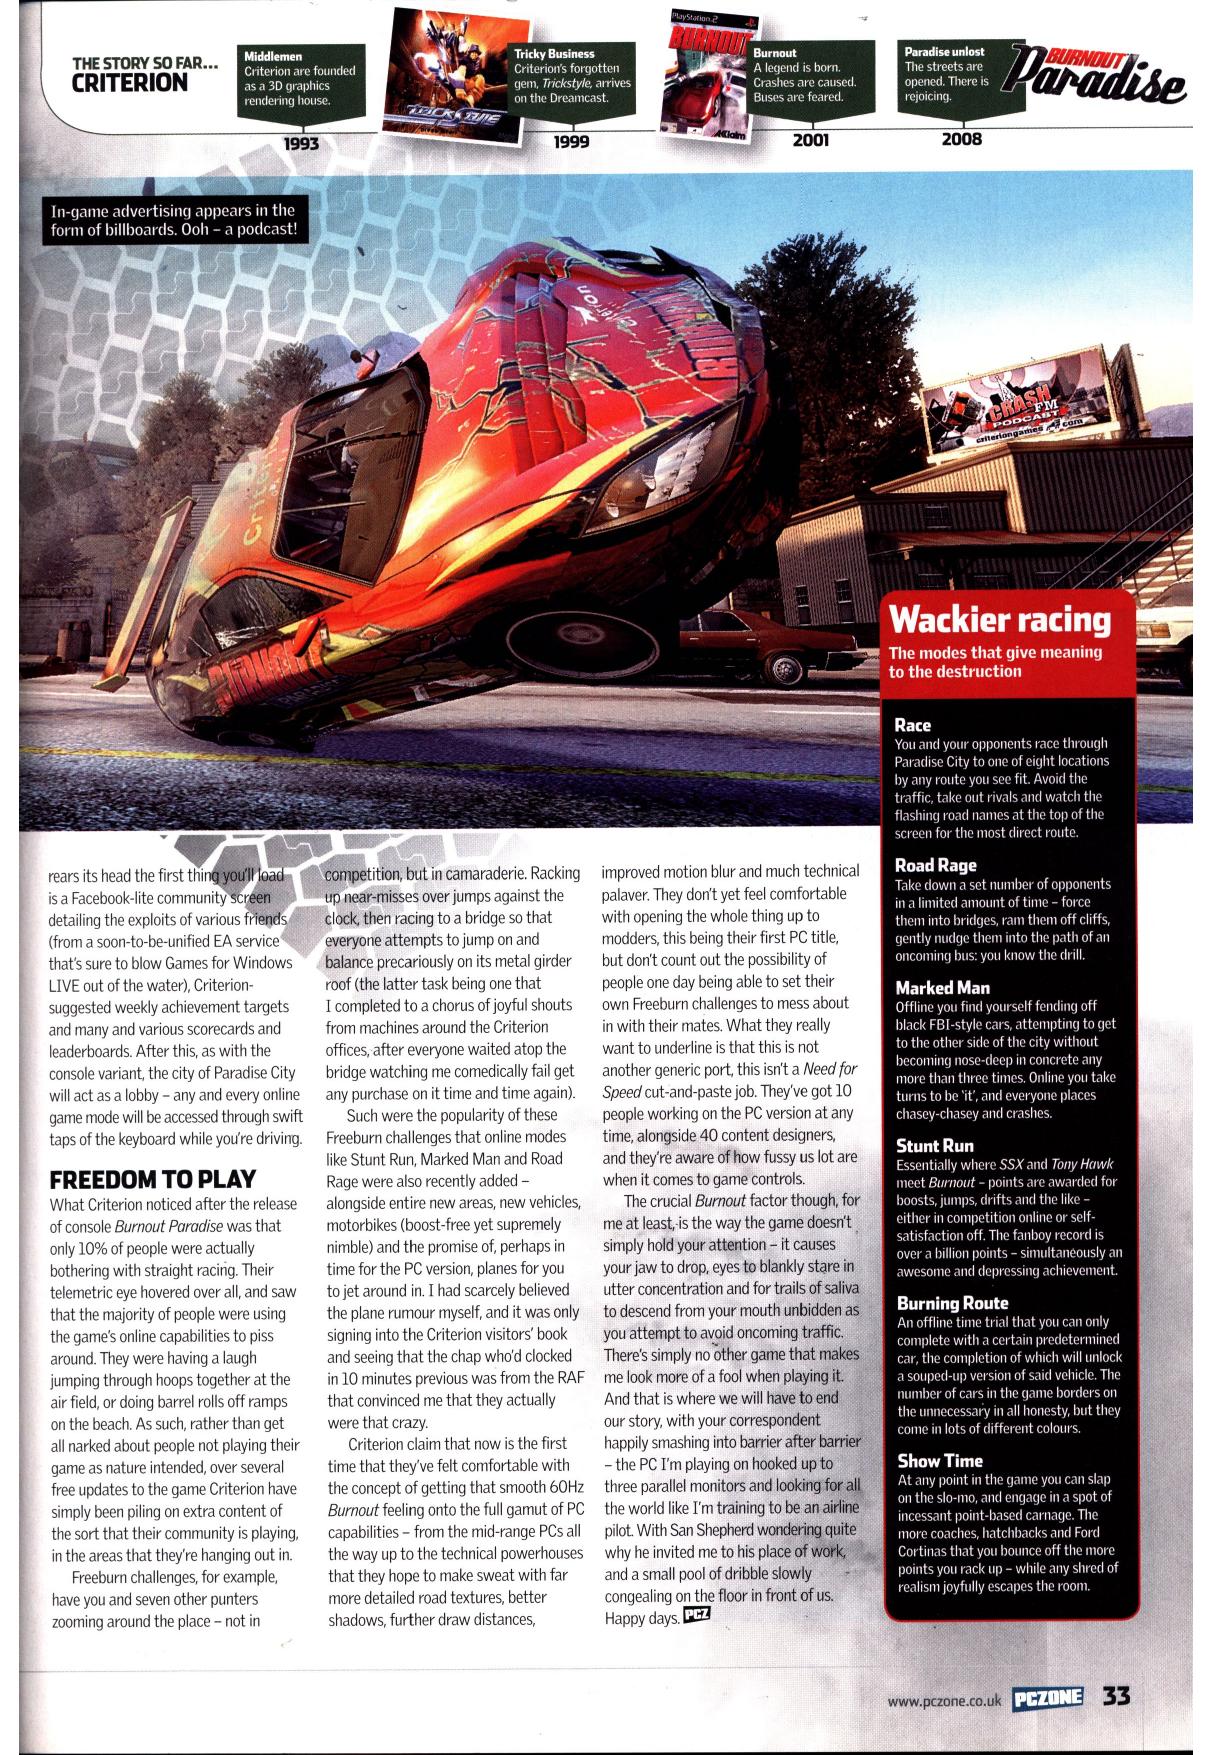 THE STORY SO FAR...
CRITERION
Middlemen
Criterion are founded
as a 3D graphics
rendering house.
1993
TRICKSTYLE
Tricky Business
Criterion's forgotten
gem, Trickstyle, arrives
on the Dreamcast.
1999
PlayStation 2
BURNOUT
AKClaim
Burnout
A legend is born.
Crashes are caused.
Buses are feared.
2001
Paradise unlost
The streets are
opened. There is
rejoicing.
2008
BURNOUT
Paradise
In-game advertising appears in the
form of billboards. Ooh – a podcast!
Criterion
Criterion
BURNOUT
CRASH
FM
PODCAST
criteriongames.com
rears its head the first thing you'll load
is a Facebook-lite community screen
detailing the exploits of various friends
(from a soon-to-be-unified EA service
that's sure to blow Games for Windows
LIVE out of the water), Criterion-
suggested weekly achievement targets
and many and various scorecards and
leaderboards. After this, as with the
console variant, the city of Paradise City
will act as a lobby – any and every online
game mode will be accessed through swift
taps of the keyboard while you're driving.
FREEDOM TO PLAY
What Criterion noticed after the release
of console Burnout Paradise was that
only 10% of people were actually
bothering with straight racing. Their
telemetric eye hovered over all, and saw
that the majority of people were using
the game's online capabilities to piss
around. They were having a laugh
jumping through hoops together at the
air field, or doing barrel rolls off ramps
on the beach. As such, rather than get
all narked about people not playing their
game as nature intended, over several
free updates to the game Criterion have
simply been piling on extra content of
the sort that their community is playing,
in the areas that they're hanging out in.
Freeburn challenges, for example,
have you and seven other punters
zooming around the place – not in
competition, but in camaraderie. Racking
up near-misses over jumps against the
clock, then racing to a bridge so that
everyone attempts to jump on and
balance precariously on its metal girder
roof (the latter task being one that
I completed to a chorus of joyful shouts
from machines around the Criterion
offices, after everyone waited atop the
bridge watching me comedically fail get
any purchase on it time and time again).
Such were the popularity of these
Freeburn challenges that online modes
like Stunt Run, Marked Man and Road
Rage were also recently added –
alongside entire new areas, new vehicles,
motorbikes (boost-free yet supremely
nimble) and the promise of, perhaps in
time for the PC version, planes for you
to jet around in. I had scarcely believed
the plane rumour myself, and it was only
signing into the Criterion visitors' book
and seeing that the chap who'd clocked
in 10 minutes previous was from the RAF
that convinced me that they actually
were that crazy.
Criterion claim that now is the first
time that they've felt comfortable with
the concept of getting that smooth 60Hz
Burnout feeling onto the full gamut of PC
capabilities – from the mid-range PCs all
the way up to the technical powerhouses
that they hope to make sweat with far
more detailed road textures, better
shadows, further draw distances,
improved motion blur and much technical
palaver. They don't yet feel comfortable
with opening the whole thing up to
modders, this being their first PC title,
but don't count out the possibility of
people one day being able to set their
own Freeburn challenges to mess about
in with their mates. What they really
want to underline is that this is not
another generic port, this isn't a Need for
Speed cut-and-paste job. They've got 10
people working on the PC version at any
time, alongside 40 content designers,
and they're aware of how fussy us lot are
when it comes to game controls.
The crucial Burnout factor though, for
me at least, is the way the game doesn't
simply hold your attention – it causes
your jaw to drop, eyes to blankly stare in
utter concentration and for trails of saliva
to descend from your mouth unbidden as
you attempt to avoid oncoming traffic.
There's simply no other game that makes
me look more of a fool when playing it.
And that is where we will have to end
our story, with your correspondent
happily smashing into barrier after barrier
– the PC I'm playing on hooked up to
three parallel monitors and looking for all
the world like I'm training to be an airline
pilot. With San Shepherd wondering quite
why he invited me to his place of work,
and a small pool of dribble slowly
congealing on the floor in front of us.
Happy days. PCZ
Wackier racing
The modes that give meaning
to the destruction
Race
You and your opponents race through
Paradise City to one of eight locations
by any route you see fit. Avoid the
traffic, take out rivals and watch the
flashing road names at the top of the
screen for the most direct route.
Road Rage
Take down a set number of opponents
in a limited amount of time – force
them into bridges, ram them off cliffs,
gently nudge them into the path of an
oncoming bus: you know the drill.
Marked Man
Offline you find yourself fending off
black FBI-style cars, attempting to get
to the other side of the city without
becoming nose-deep in concrete any
more than three times. Online you take
turns to be 'it', and everyone places
chasey-chasey and crashes.
Stunt Run
Essentially where SSX and Tony Hawk
meet Burnout – points are awarded for
boosts, jumps, drifts and the like –
either in competition online or self-
satisfaction off. The fanboy record is
over a billion points – simultaneously an
awesome and depressing achievement.
Burning Route
An offline time trial that you can only
complete with a certain predetermined
car, the completion of which will unlock
a souped-up version of said vehicle. The
number of cars in the game borders on
the unnecessary in all honesty, but they
come in lots of different colours.
Show Time
At any point in the game you can slap
on the slo-mo, and engage in a spot of
incessant point-based carnage. The
more coaches, hatchbacks and Ford
Cortinas that you bounce off the more
points you rack up – while any shred of
realism joyfully escapes the room.
www.pczone.co.uk PCZONE 33